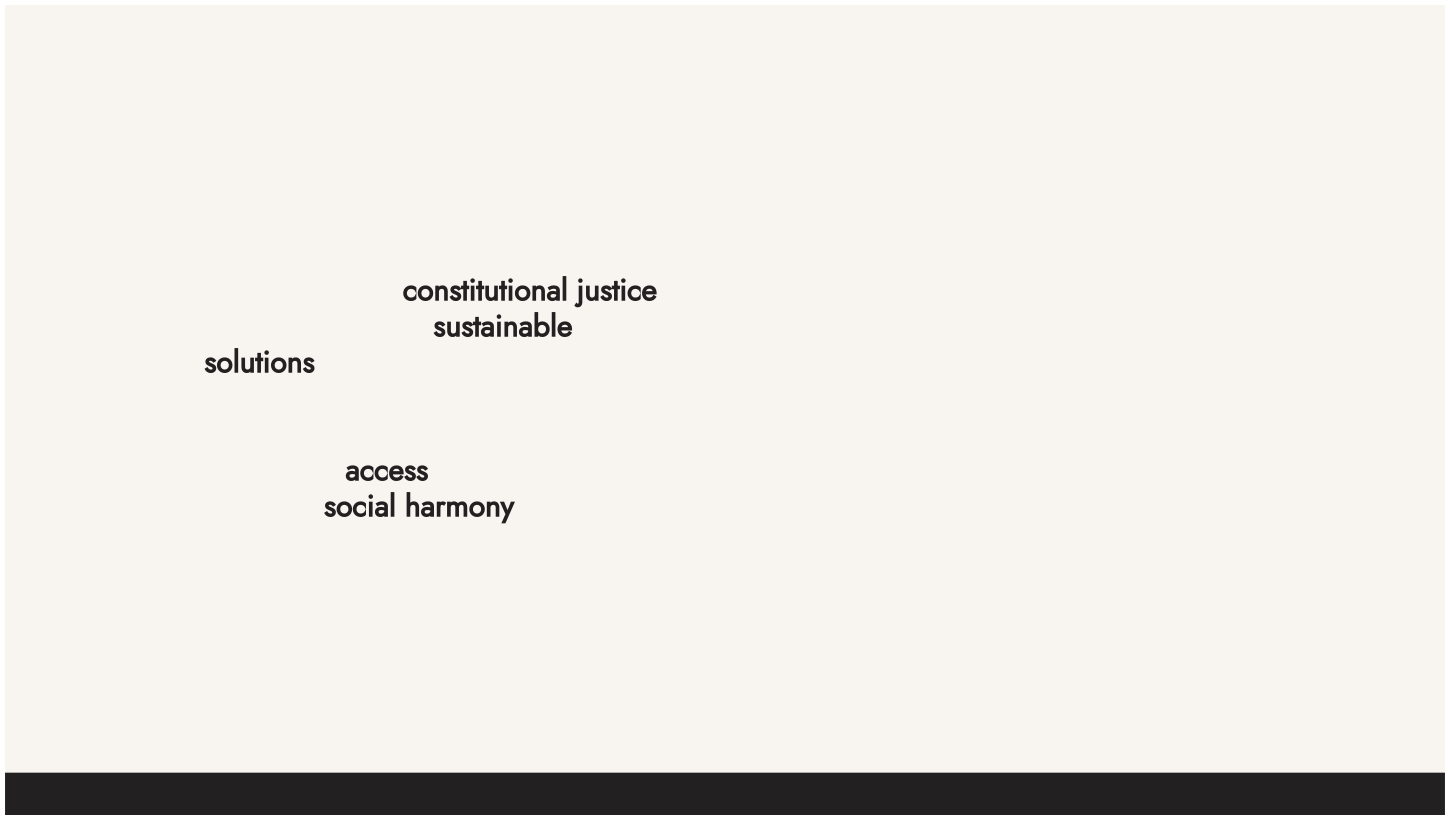 constitutional justice
sustainable
solutions
access
social harmony